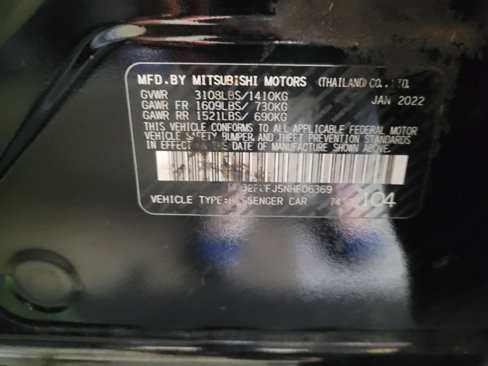 MFD.BY MITSUBISHI MOTORS (THAILAND) CO., LTD.
GVWR 3108LBS/1410KG JAN 2022
GAWR FR 1609LBS/ 730KG
GAWR RR 1521LBS/ 690KG
THIS VEHICLE CONFORMS TO ALL APPLICABLE FEDERAL MOTOR
VEHICLE SAFETY, BUMPER AND THEFT PREVENTION STANDARDS
IN EFFECT ON THE DATE OF MANUFACTURE SHOWN ABOVE.
VEHICLE TYPE:PASSENGER CAR